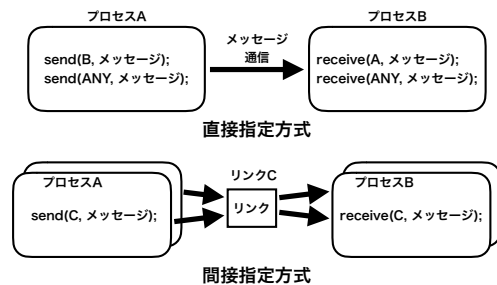 プロセスA
プロセスB
send(B, メッセージ);
send(ANY, メッセージ);
メッセージ
通信
receive(A, メッセージ);
receive(ANY, メッセージ);
直接指定方式
プロセスA
send(C, メッセージ);
リンクC
リンク
プロセスB
receive(C, メッセージ);
間接指定方式